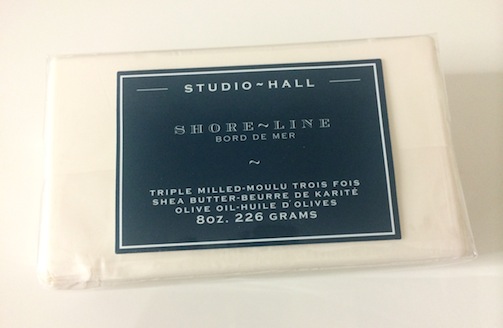 STUDIO~HALL
SHORE~LINE
BORD DE MER
~
TRIPLE MILLED-MOULU TROIS FOIS
SHEA BUTTER-BEURRE DE KARITÉ
OLIVE OIL-HUILE D'OLIVES
8OZ. 226 GRAMS